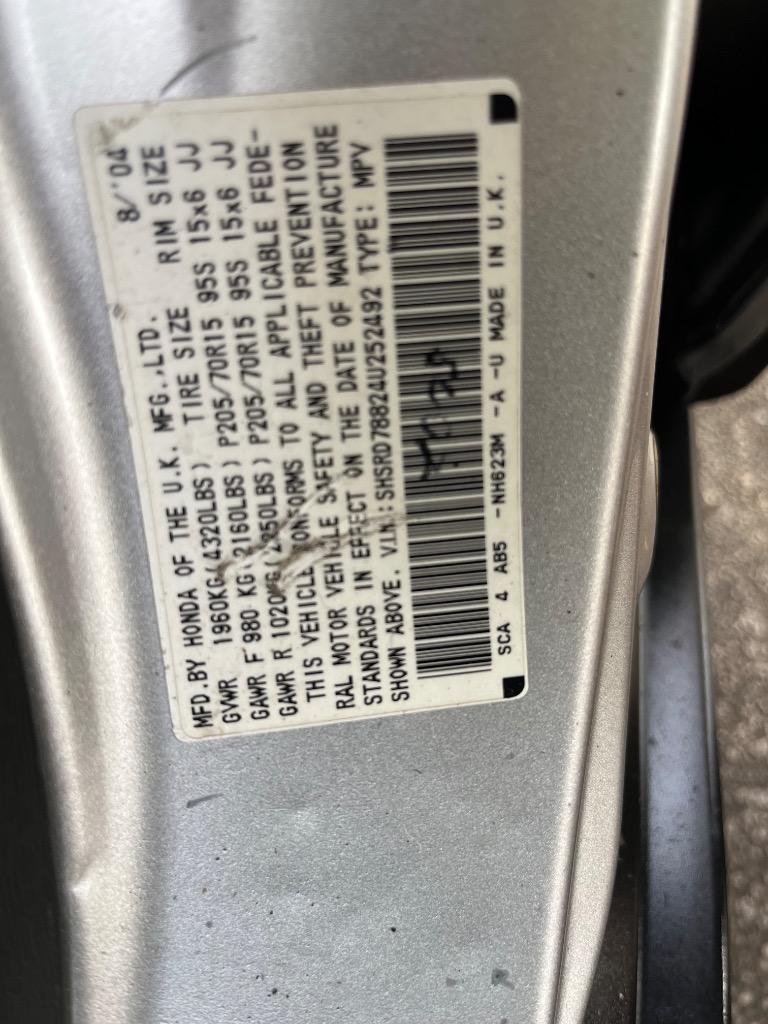 MFD.BY HONDA OF THE U.K. MFG.,LTD. 8/'04
GVWR 1960KG(4320LBS) TIRE SIZE RIM SIZE
GAWR F 980 KG(2160LBS) P205/70R15 95S 15x6 JJ
GAWR R 1020KG(2250LBS) P205/70R15 95S 15x6 JJ
THIS VEHICLE CONFORMS TO ALL APPLICABLE FEDE-
RAL MOTOR VEHICLE SAFETY AND THEFT PREVENTION
STANDARDS IN EFFECT ON THE DATE OF MANUFACTURE
SHOWN ABOVE. V.I.N.:SHSRD78824U252492 TYPE: MPV
SCA 4 AB5 -NH623M -A -U MADE IN U.K.